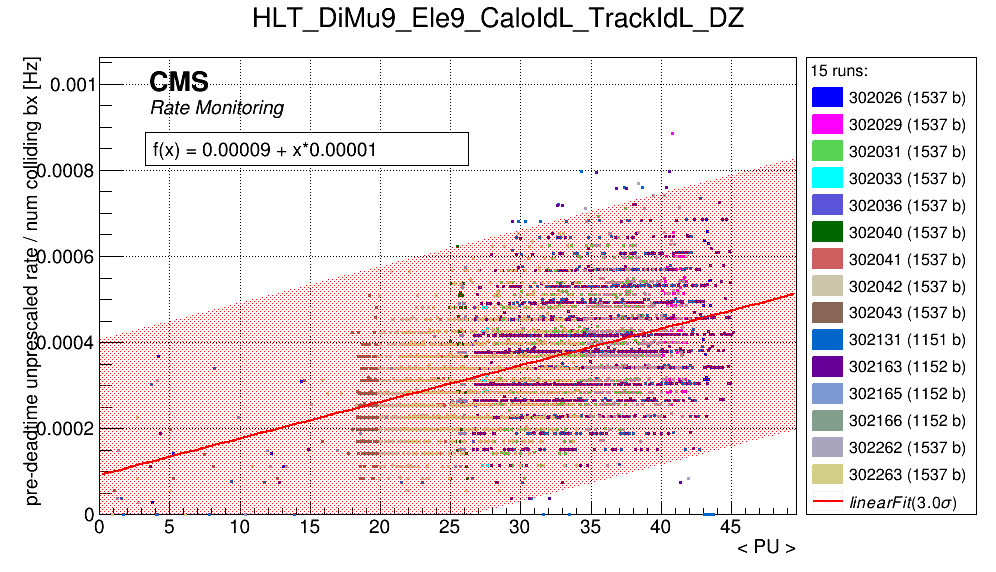 HLT_DiMu9_Ele9_CaloIdL_TrackIdL_DZ
pre-deadtime unprescaled rate / num colliding bx [Hz]
0.001
0.0008
0.0006
0.0004
0.0002
0
CMS
Rate Monitoring
f(x) = 0.00009 + x*0.00001
0 5 10 15 20 25 30 35 40 45
< PU >
15 runs:
302026 (1537 b)
302029 (1537 b)
302031 (1537 b)
302033 (1537 b)
302036 (1537 b)
302040 (1537 b)
302041 (1537 b)
302042 (1537 b)
302043 (1537 b)
302131 (1151 b)
302163 (1152 b)
302165 (1152 b)
302166 (1152 b)
302262 (1537 b)
302263 (1537 b)
linearFit(3.0σ)